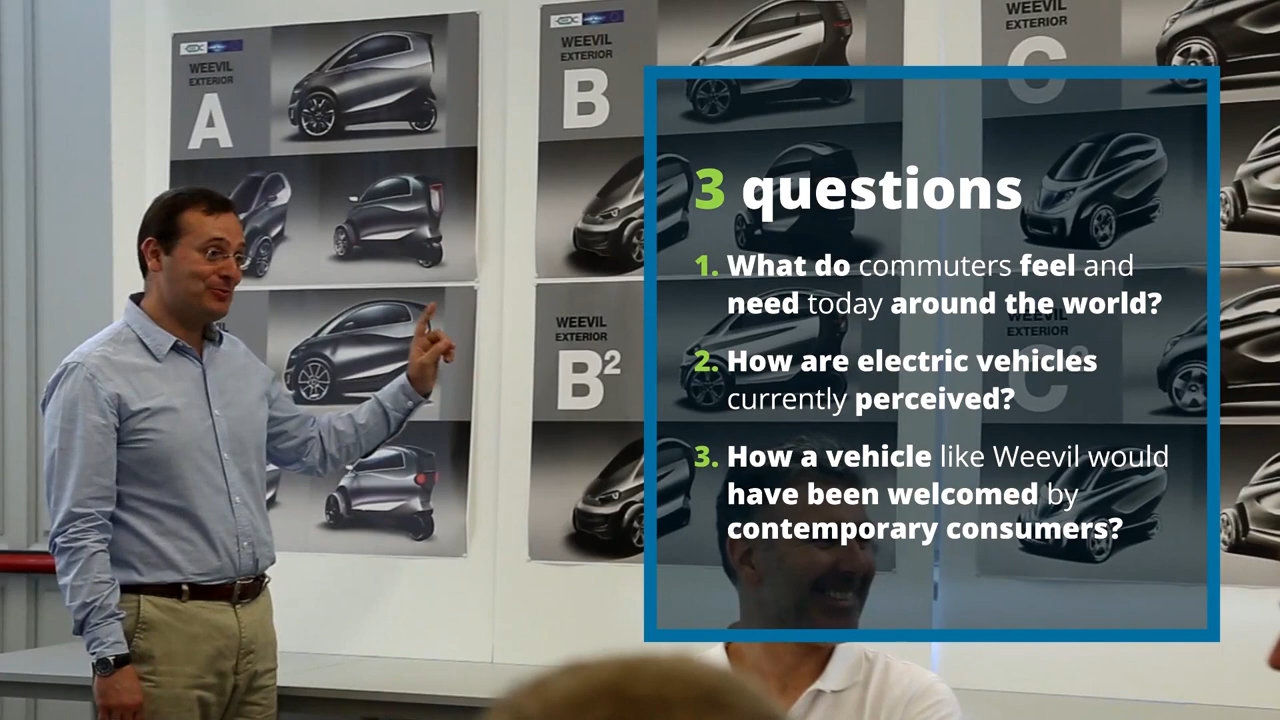 WEEVIL
EXTERIOR
A
WEEVIL
EXTERIOR
B
WEEVIL
EXTERIOR
C
WEEVIL
EXTERIOR
B²
WEEVIL
EXTERIOR
3 questions
1. What do commuters feel and
need today around the world?
2. How are electric vehicles
currently perceived?
3. How a vehicle like Weevil would
have been welcomed by
contemporary consumers?